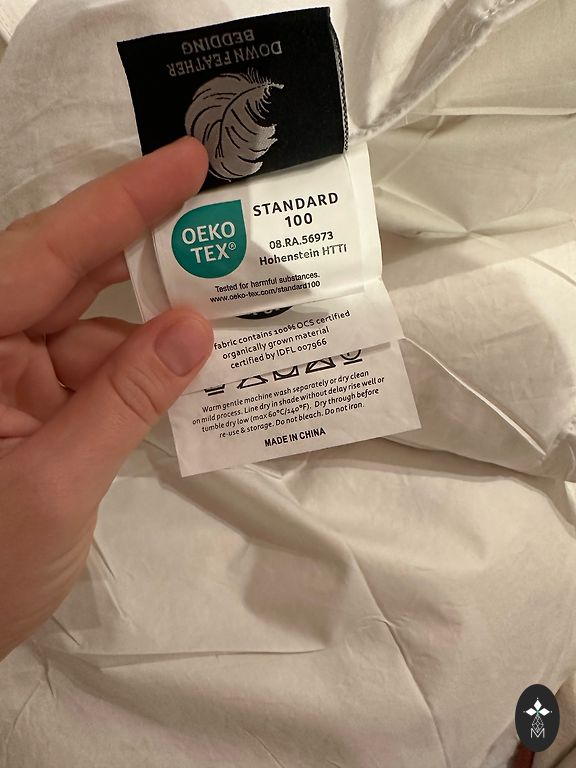 DOWN FEATHER
BEDDING
OEKO
TEX®
STANDARD
100
08.RA.56973
Hohenstein HTTI
Tested for harmful substances.
www.oeko-tex.com/standard100
fabric contains 100% OCS certified
organically grown material
certified by IDFL 007966
Warm gentle machine wash separately or dry clean
on mild process. Line dry in shade without delay rise well or
tumble dry low (max 60°C/140°F). Dry through before
re-use & storage. Do not bleach. Do not iron.
MADE IN CHINA
M